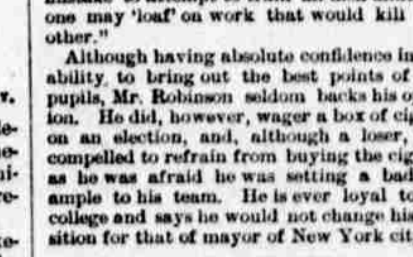 one may 'loaf' on work that would kill
other."
Although having absolute confidence in
ability to bring out the best points of
pupils, Mr. Robinson seldom backs his o
ion. He did, however, wager a box of cig
on an election, and, although a loser,
compelled to refrain from buying the cig
as he was afraid he was setting a bad
ample to his team. He is ever loyal to
college and says he would not change his
sition for that of mayor of New York cit